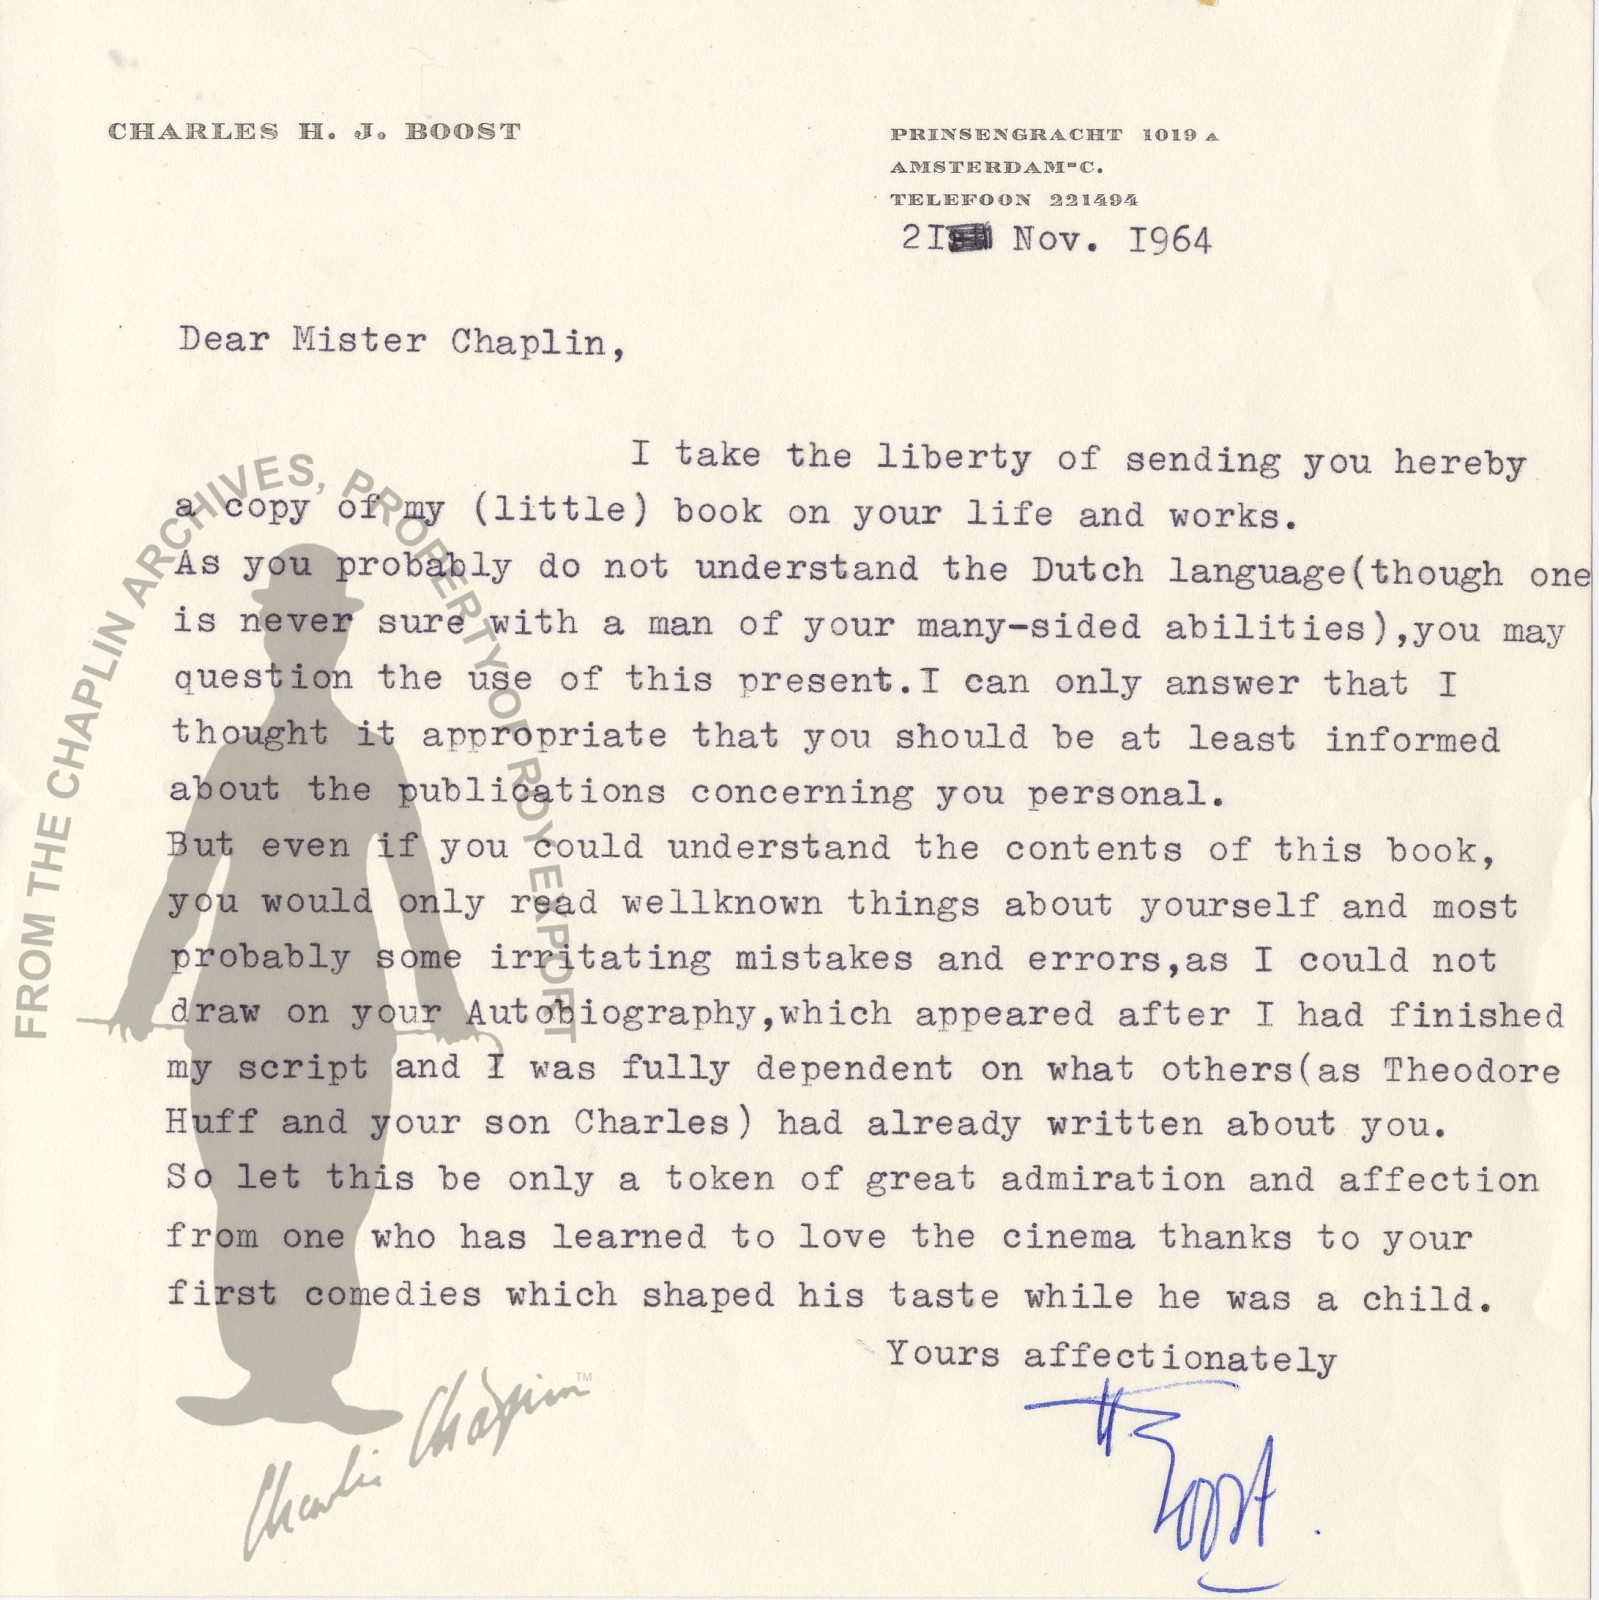 CHARLES H. J. BOOST
PRINSENGRACHT 1019 A
AMSTERDAM-C.
TELEFOON 221494
21 Nov. 1964
Dear Mister Chaplin,
I take the liberty of sending you hereby
a copy of my (little) book on your life and works.
As you probably do not understand the Dutch language(though one
is never sure with a man of your many-sided abilities),you may
question the use of this present.I can only answer that I
thought it appropriate that you should be at least informed
about the publications concerning you personal.
But even if you could understand the contents of this book,
you would only read wellknown things about yourself and most
probably some irritating mistakes and errors,as I could not
draw on your Autobiography,which appeared after I had finished
my script and I was fully dependent on what others(as Theodore
Huff and your son Charles) had already written about you.
So let this be only a token of great admiration and affection
from one who has learned to love the cinema thanks to your
first comedies which shaped his taste while he was a child.
Yours affectionately
Boost
FROM THE CHAPLIN ARCHIVES, PROPERTY OF ROY EXPORT
Charlie Chaplin™